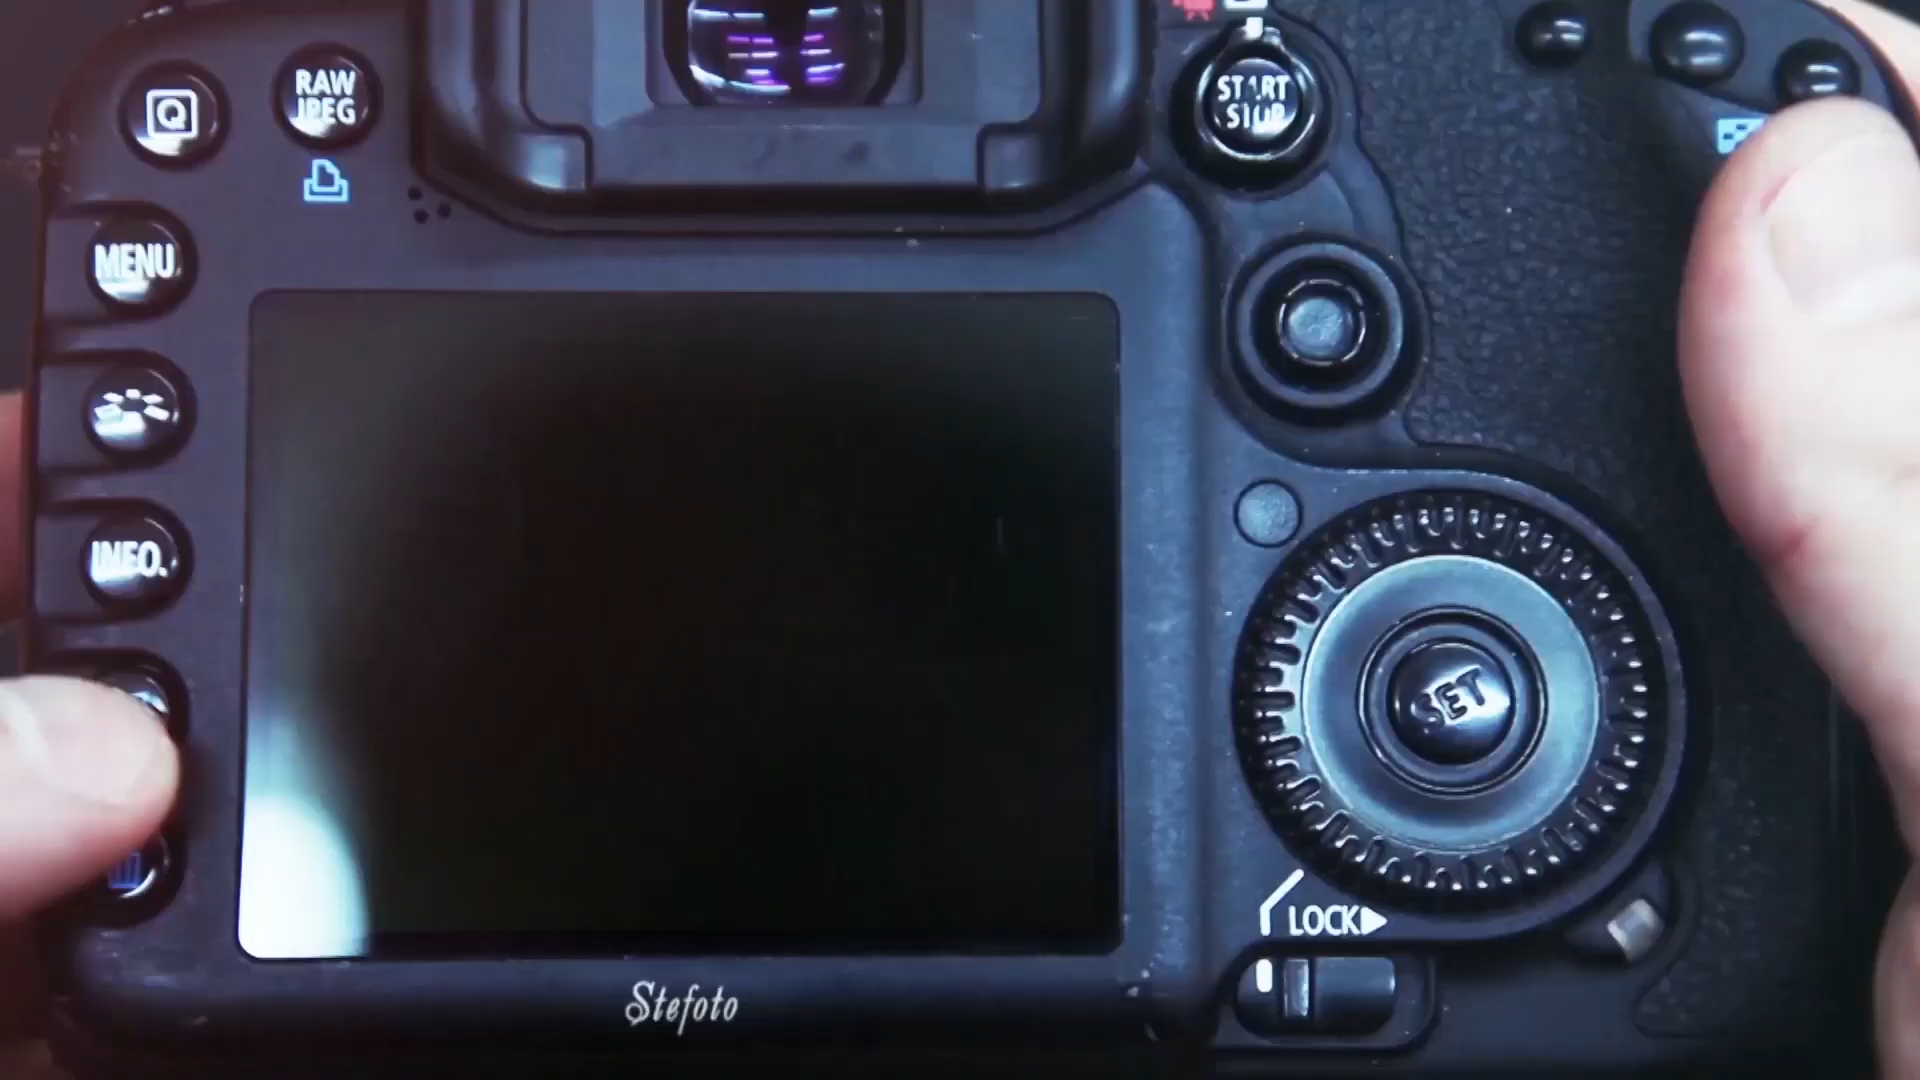 Q
RAW
JPEG
START
STOP
MENU
INFO.
SET
LOCK
Stefoto